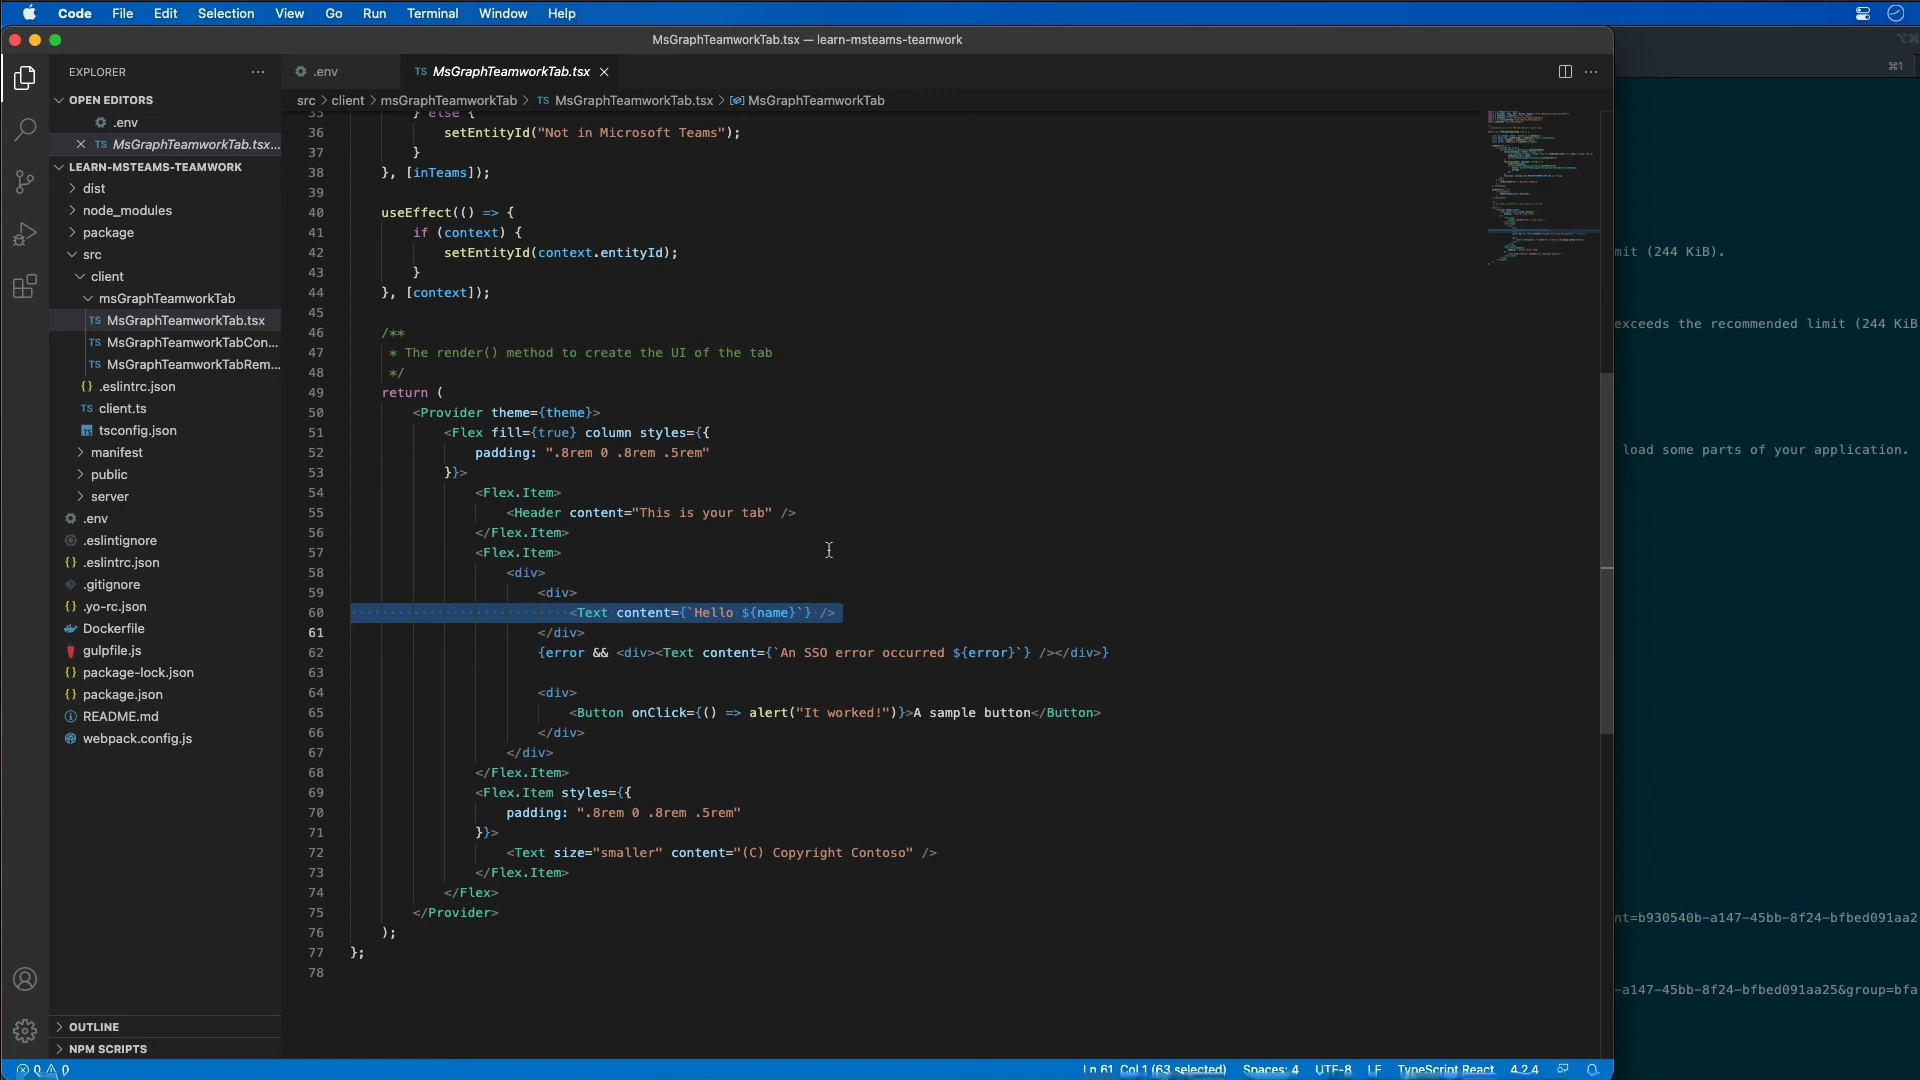 Code File Edit Selection View Go Run Terminal Window Help
MsGraphTeamworkTab.tsx — learn-msteams-teamwork
⌘1
EXPLORER
.env
TS MsGraphTeamworkTab.tsx
src > client > msGraphTeamworkTab > TS MsGraphTeamworkTab.tsx > MsGraphTeamworkTab
OPEN EDITORS
.env
TS MsGraphTeamworkTab.tsx...
LEARN-MSTEAMS-TEAMWORK
dist
node_modules
package
src
client
msGraphTeamworkTab
TS MsGraphTeamworkTab.tsx
TS MsGraphTeamworkTabCon...
TS MsGraphTeamworkTabRem...
{} .eslintrc.json
TS client.ts
tsconfig.json
manifest
public
server
.env
.eslintignore
{} .eslintrc.json
.gitignore
{} .yo-rc.json
Dockerfile
gulpfile.js
{} package-lock.json
{} package.json
README.md
webpack.config.js
OUTLINE
NPM SCRIPTS
35 } else {
36 setEntityId("Not in Microsoft Teams");
37 }
38 }, [inTeams]);
39
40 useEffect(() => {
41 if (context) {
42 setEntityId(context.entityId);
43 }
44 }, [context]);
45
46 /**
47 * The render() method to create the UI of the tab
48 */
49 return (
50 <Provider theme={theme}>
51 <Flex fill={true} column styles={{
52 padding: ".8rem 0 .8rem .5rem"
53 }}>
54 <Flex.Item>
55 <Header content="This is your tab" />
56 </Flex.Item>
57 <Flex.Item>
58 <div>
59 <div>
60 <Text content={`Hello ${name}`} />
61 </div>
62 {error && <div><Text content={`An SSO error occurred ${error}`} /></div>}
63
64 <div>
65 <Button onClick={() => alert("It worked!")}>A sample button</Button>
66 </div>
67 </div>
68 </Flex.Item>
69 <Flex.Item styles={{
70 padding: ".8rem 0 .8rem .5rem"
71 }}>
72 <Text size="smaller" content="(C) Copyright Contoso" />
73 </Flex.Item>
74 </Flex>
75 </Provider>
76 );
77 };
78
mit (244 KiB).
exceeds the recommended limit (244 KiB
load some parts of your application.
nt=b930540b-a147-45bb-8f24-bfbed091aa2
-a147-45bb-8f24-bfbed091aa25&group=bfa
0 0 Ln 61, Col 1 (63 selected) Spaces: 4 UTF-8 LF TypeScript React 4.2.4